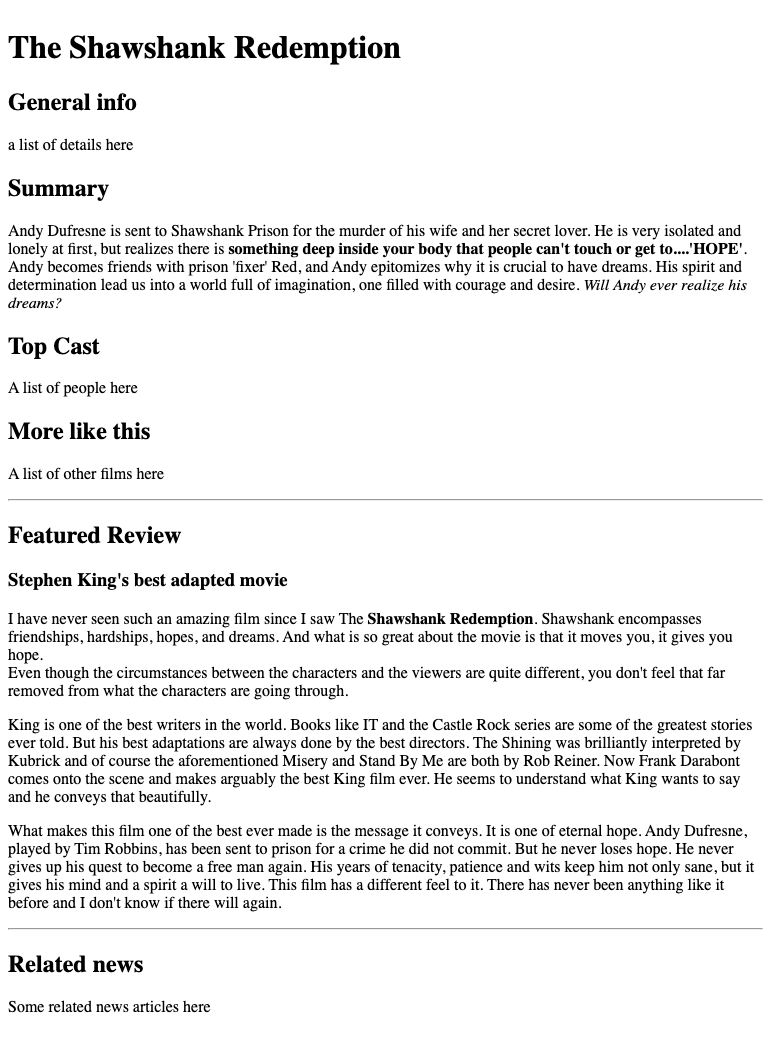 The Shawshank Redemption
General info
a list of details here
Summary
Andy Dufresne is sent to Shawshank Prison for the murder of his wife and her secret lover. He is very isolated and
lonely at first, but realizes there is something deep inside your body that people can't touch or get to....'HOPE'.
Andy becomes friends with prison 'fixer' Red, and Andy epitomizes why it is crucial to have dreams. His spirit and
determination lead us into a world full of imagination, one filled with courage and desire. Will Andy ever realize his
dreams?
Top Cast
A list of people here
More like this
A list of other films here
Featured Review
Stephen King's best adapted movie
I have never seen such an amazing film since I saw The Shawshank Redemption. Shawshank encompasses
friendships, hardships, hopes, and dreams. And what is so great about the movie is that it moves you, it gives you
hope.
Even though the circumstances between the characters and the viewers are quite different, you don't feel that far
removed from what the characters are going through.
King is one of the best writers in the world. Books like IT and the Castle Rock series are some of the greatest stories
ever told. But his best adaptations are always done by the best directors. The Shining was brilliantly interpreted by
Kubrick and of course the aforementioned Misery and Stand By Me are both by Rob Reiner. Now Frank Darabont
comes onto the scene and makes arguably the best King film ever. He seems to understand what King wants to say
and he conveys that beautifully.
What makes this film one of the best ever made is the message it conveys. It is one of eternal hope. Andy Dufresne,
played by Tim Robbins, has been sent to prison for a crime he did not commit. But he never loses hope. He never
gives up his quest to become a free man again. His years of tenacity, patience and wits keep him not only sane, but it
gives his mind and a spirit a will to live. This film has a different feel to it. There has never been anything like it
before and I don't know if there will again.
Related news
Some related news articles here